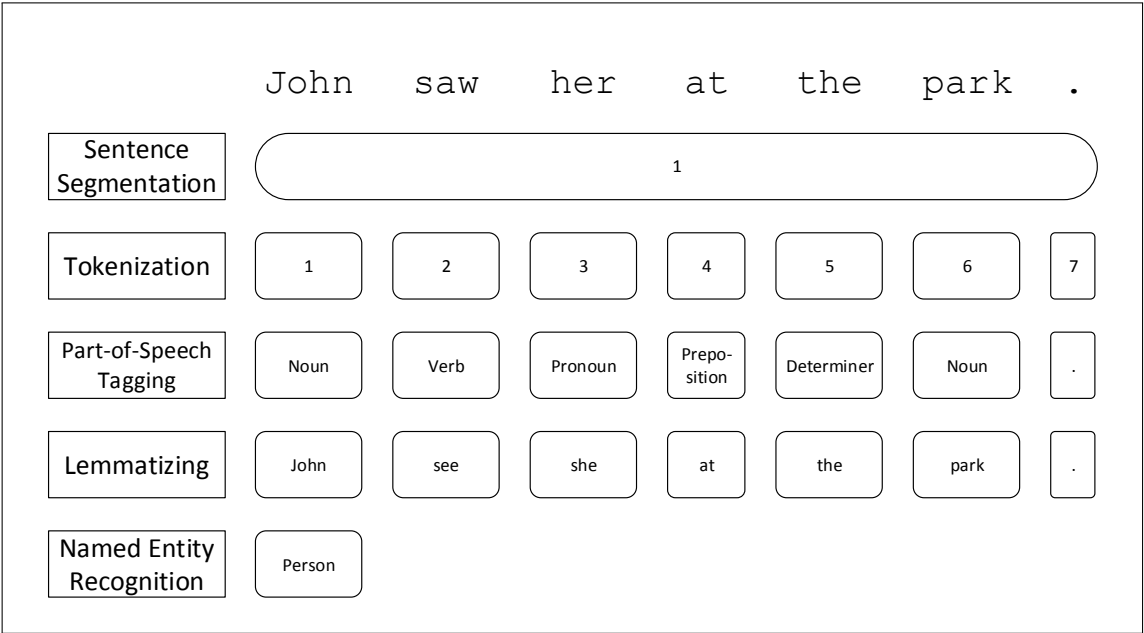 John saw her at the park .
Sentence
Segmentation
1
Tokenization
1 2 3 4 5 6 7
Part-of-Speech
Tagging
Noun Verb Pronoun Prepo-
sition Determiner Noun .
Lemmatizing
John see she at the park .
Named Entity
Recognition
Person